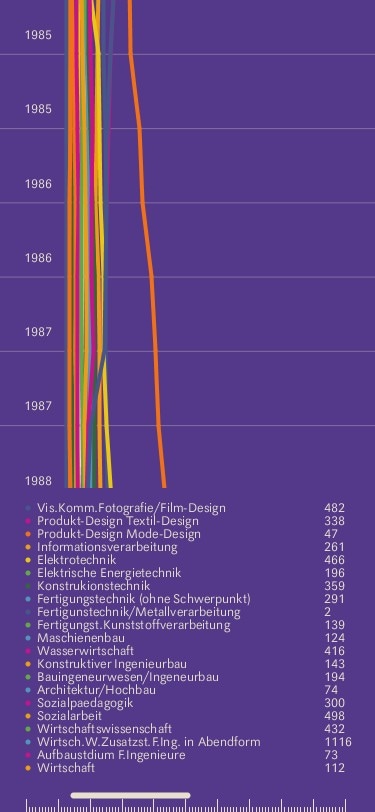 1985
1985
1986
1986
1987
1987
1988
Vis.Komm.Fotografie/Film-Design 482
Produkt-Design Textil-Design 338
Produkt-Design Mode-Design 47
Informationsverarbeitung 261
Elektrotechnik 466
Elektrische Energietechnik 196
Konstrukionstechnik 359
Fertigungstechnik (ohne Schwerpunkt) 291
Fertigunstechnik/Metallverarbeitung 2
Fertigungst.Kunststoffverarbeitung 139
Maschienenbau 124
Wasserwirtschaft 416
Konstruktiver Ingenieurbau 143
Bauingeneurwesen/Ingeneurbau 194
Architektur/Hochbau 74
Sozialpaedagogik 300
Sozialarbeit 498
Wirtschaftswissenschaft 432
Wirtsch.W.Zusatzst.F.Ing. in Abendform 1116
Aufbaustdium F.Ingenieure 73
Wirtschaft 112